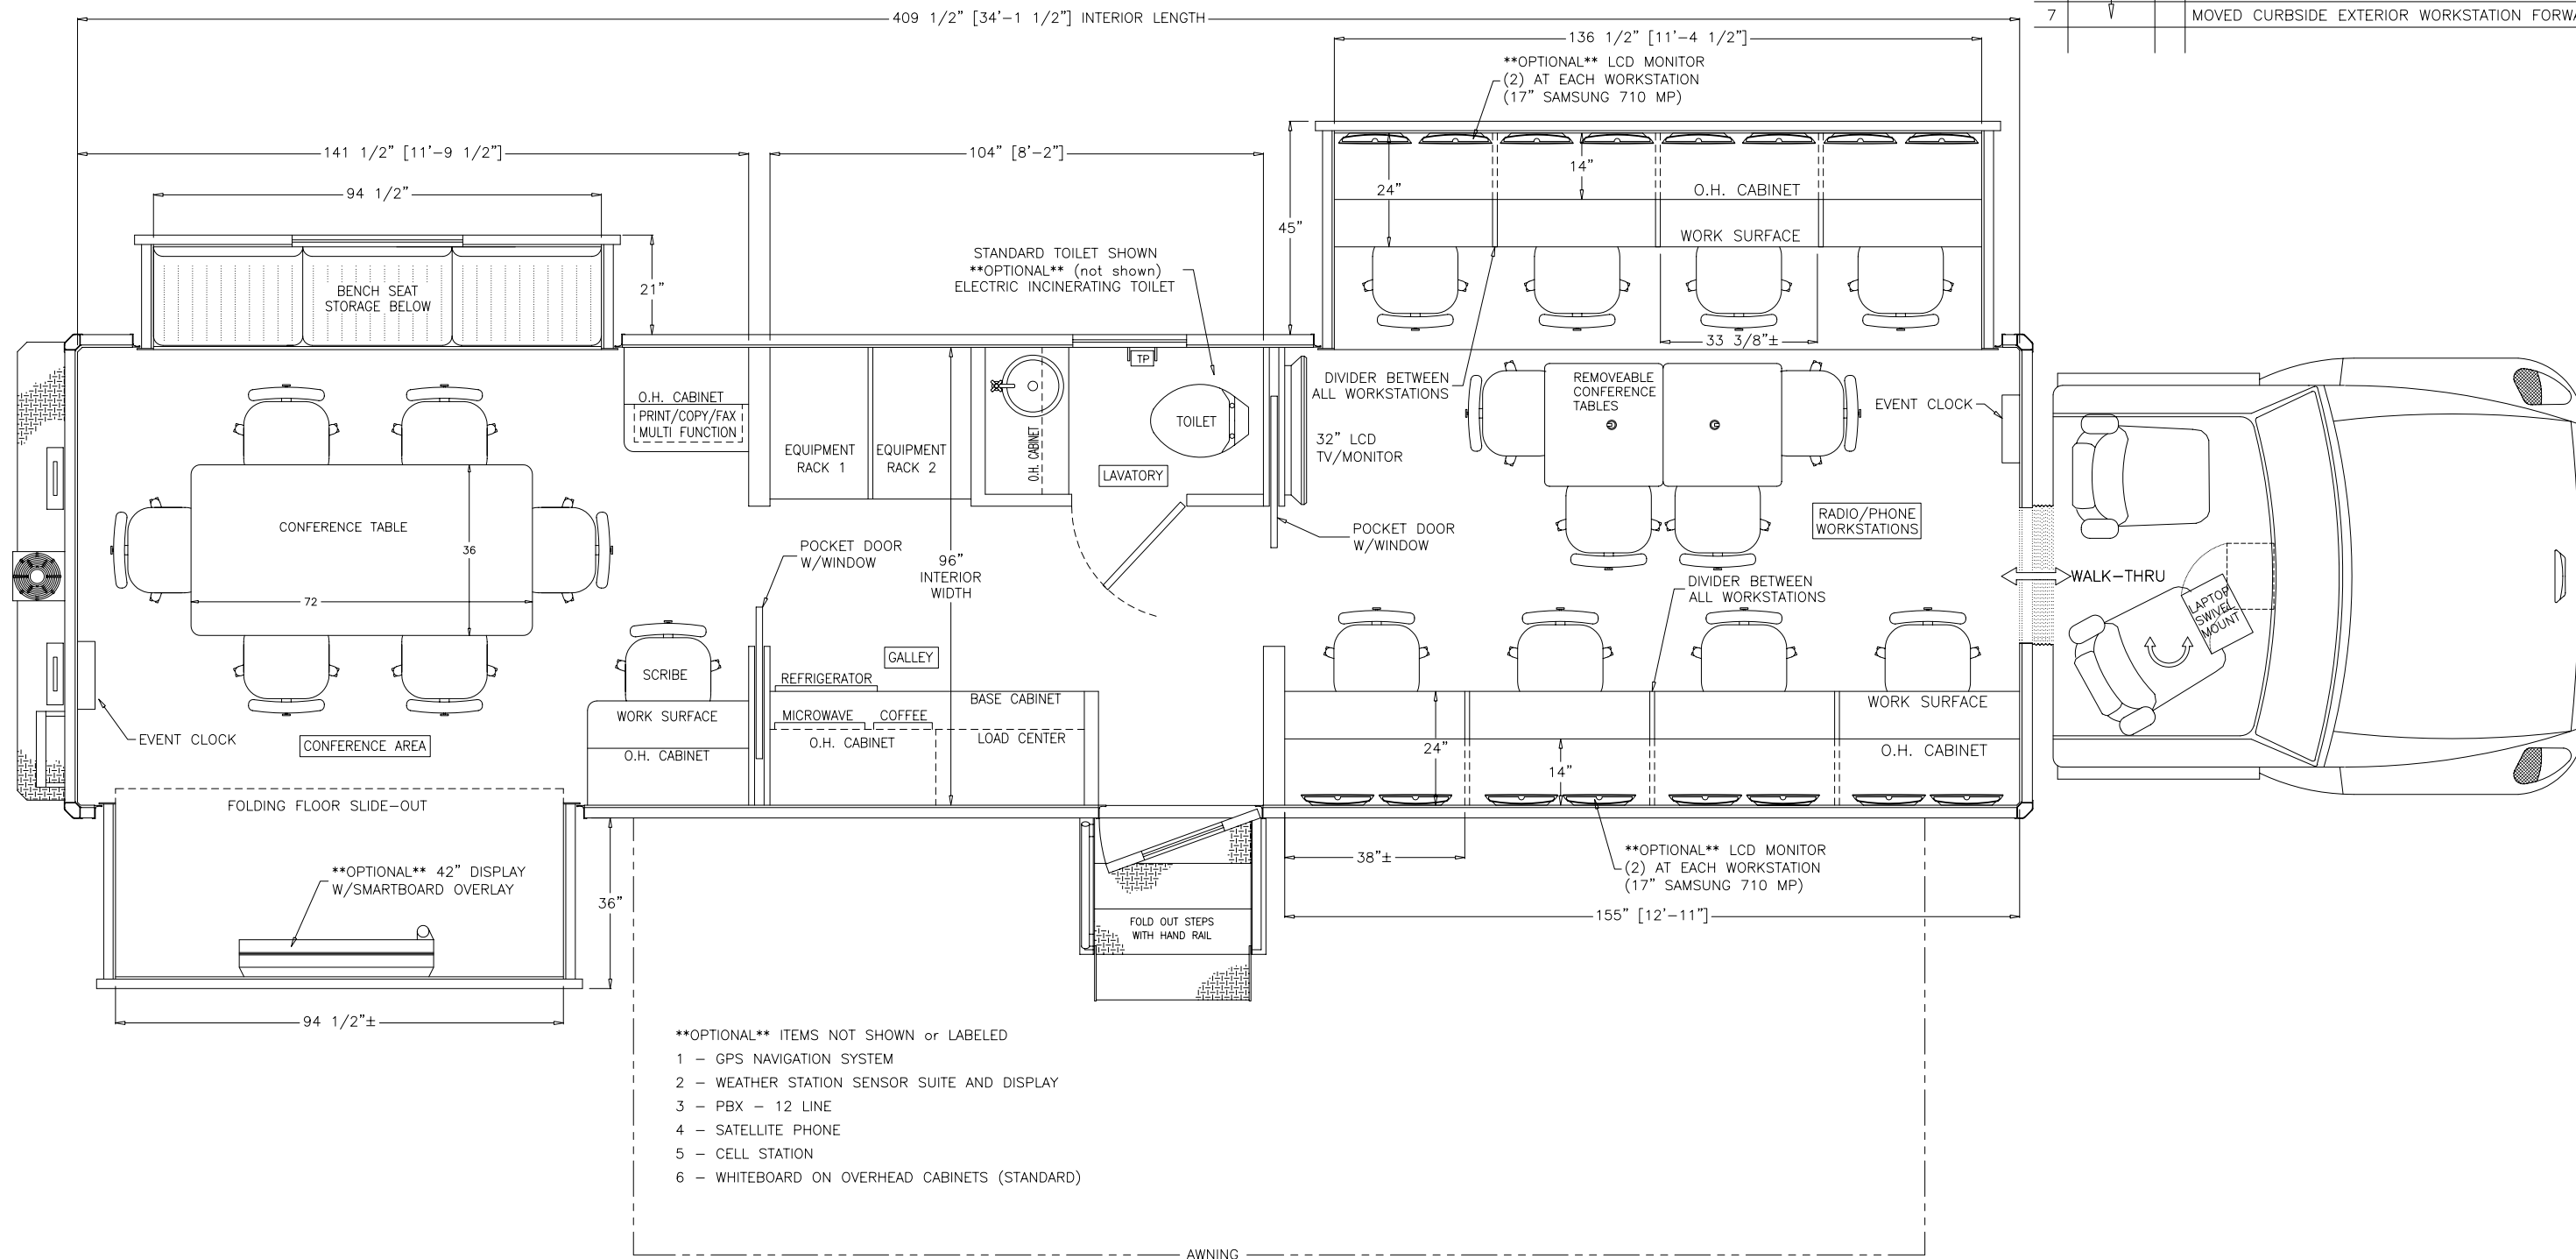 409 1/2" [34'-1 1/2"] INTERIOR LENGTH
7 MOVED CURBSIDE EXTERIOR WORKSTATION
136 1/2" [11'-4 1/2"]
**OPTIONAL** LCD MONITOR
(2) AT EACH WORKSTATION
(17" SAMSUNG 710 MP)
141 1/2" [11'-9 1/2"]
104" [8'-2"]
94 1/2"
14"
24"
O.H. CABINET
45"
WORK SURFACE
STANDARD TOILET SHOWN
**OPTIONAL** (not shown)
ELECTRIC INCINERATING TOILET
BENCH SEAT
STORAGE BELOW
21"
33 3/8"±
TP
DIVIDER BETWEEN
ALL WORKSTATIONS
REMOVEABLE
CONFERENCE
TABLES
EVENT CLOCK
O.H. CABINET
PRINT/COPY/FAX
MULTI FUNCTION
EQUIPMENT
RACK 1
EQUIPMENT
RACK 2
O.H. CABINET
TOILET
LAVATORY
32" LCD
TV/MONITOR
CONFERENCE TABLE
36
72
POCKET DOOR
W/WINDOW
96"
INTERIOR
WIDTH
POCKET DOOR
W/WINDOW
RADIO/PHONE
WORKSTATIONS
WALK-THRU
LAPTOP
SWIVEL
MOUNT
DIVIDER BETWEEN
ALL WORKSTATIONS
SCRIBE
GALLEY
REFRIGERATOR
BASE CABINET
WORK SURFACE
MICROWAVE
COFFEE
O.H. CABINET
LOAD CENTER
O.H. CABINET
WORK SURFACE
O.H. CABINET
24"
14"
EVENT CLOCK
CONFERENCE AREA
FOLDING FLOOR SLIDE-OUT
**OPTIONAL** 42" DISPLAY
W/SMARTBOARD OVERLAY
36"
38"±
**OPTIONAL** LCD MONITOR
(2) AT EACH WORKSTATION
(17" SAMSUNG 710 MP)
FOLD OUT STEPS
WITH HAND RAIL
155" [12'-11"]
94 1/2"±
**OPTIONAL** ITEMS NOT SHOWN or LABELED
1 - GPS NAVIGATION SYSTEM
2 - WEATHER STATION SENSOR SUITE AND DISPLAY
3 - PBX - 12 LINE
4 - SATELLITE PHONE
5 - CELL STATION
6 - WHITEBOARD ON OVERHEAD CABINETS (STANDARD)
AWNING